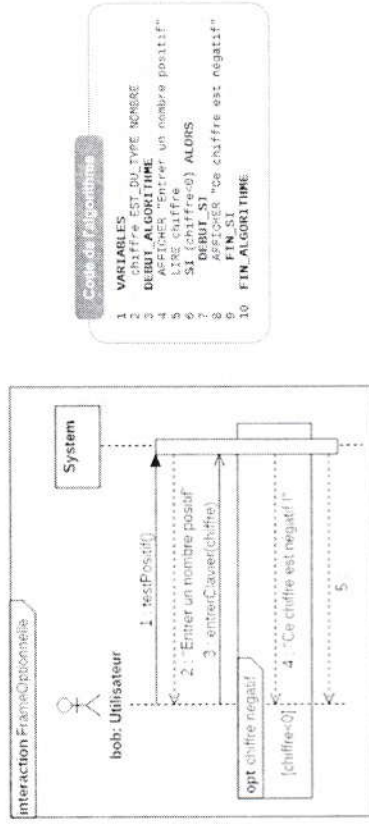 interaction FrameOptionnelle
bob: Utilisateur
System
1 : testPositif()
2 : "Entrer un nombre positif"
3 : entrerClavier(chiffre)
opt chiffre negatif
[chiffre<0]
4 : "Ce chiffre est negatif !"
5
Code de l'algorithme
1 VARIABLES
2 chiffre EST_DU_TYPE NOMBRE
3 DEBUT_ALGORITHME
4 AFFICHER "Entrer un nombre positif"
5 LIRE chiffre
6 SI (chiffre<0) ALORS
7 DEBUT_SI
8 AFFICHER "Ce chiffre est négatif"
9 FIN_SI
10 FIN_ALGORITHME